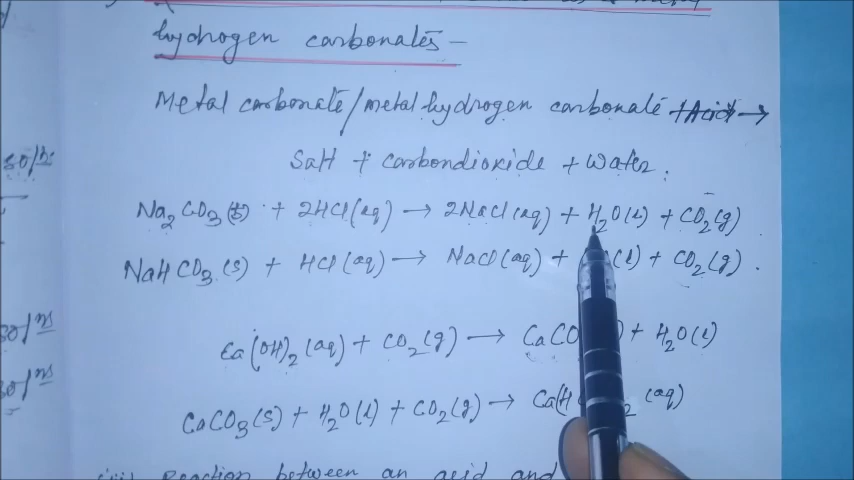 hydrogen carbonates-
Metal carbonate/metal hydrogen carbonate + Acid →
Salt + carbondioxide + Water.
Na₂CO₃(s) + 2HCl(aq) → 2NaCl(aq) + H₂O(l) + CO₂(g)
NaHCO₃(s) + HCl(aq) → NaCl(aq) + (l) + CO₂(g).
Ca(OH)₂(aq) + CO₂(g) → CaCO ) + H₂O(l)
CaCO₃(s) + H₂O(l) + CO₂(g) → Ca(H ₂ (aq)
Reaction between an acid and